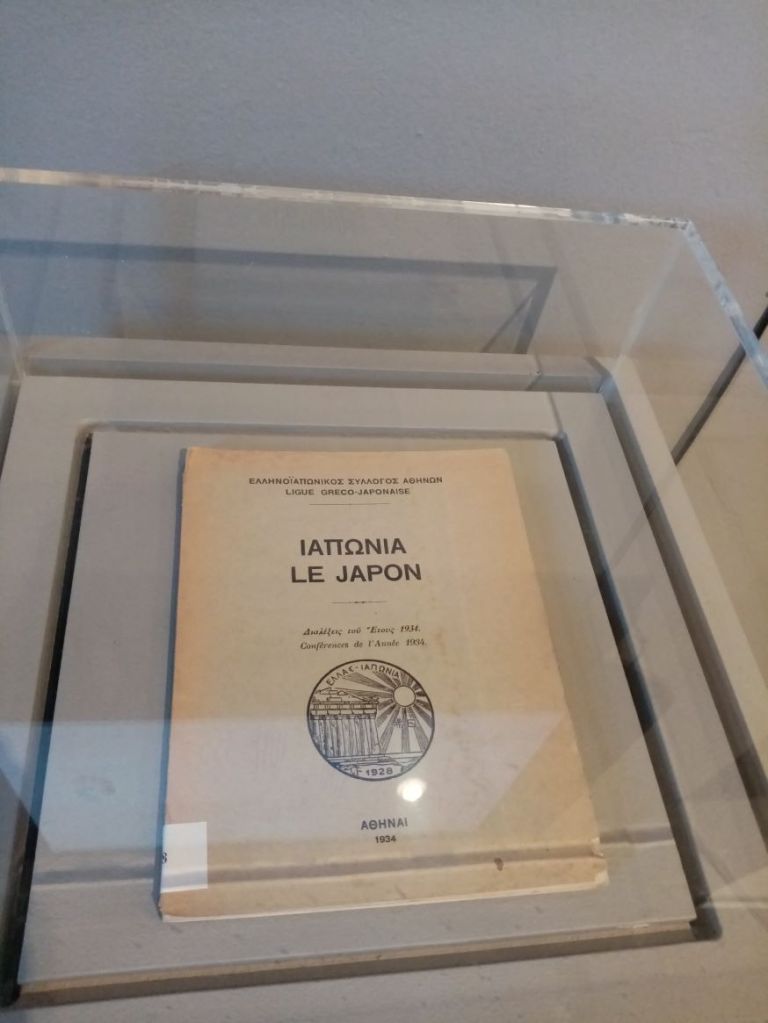 ΕΛΛΗΝΟΪΑΠΩΝΙΚΟΣ ΣΥΛΛΟΓΟΣ ΑΘΗΝΩΝ
LIGUE GRECO-JAPONAISE
ΙΑΠΩΝΙΑ
LE JAPON
Διαλέξεις τοῦ Ἔτους 1934.
Conférences de l'Année 1934.
ΕΛΛΑΣ - ΙΑΠΩΝΙΑ
1928
ΑΘΗΝΑΙ
1934